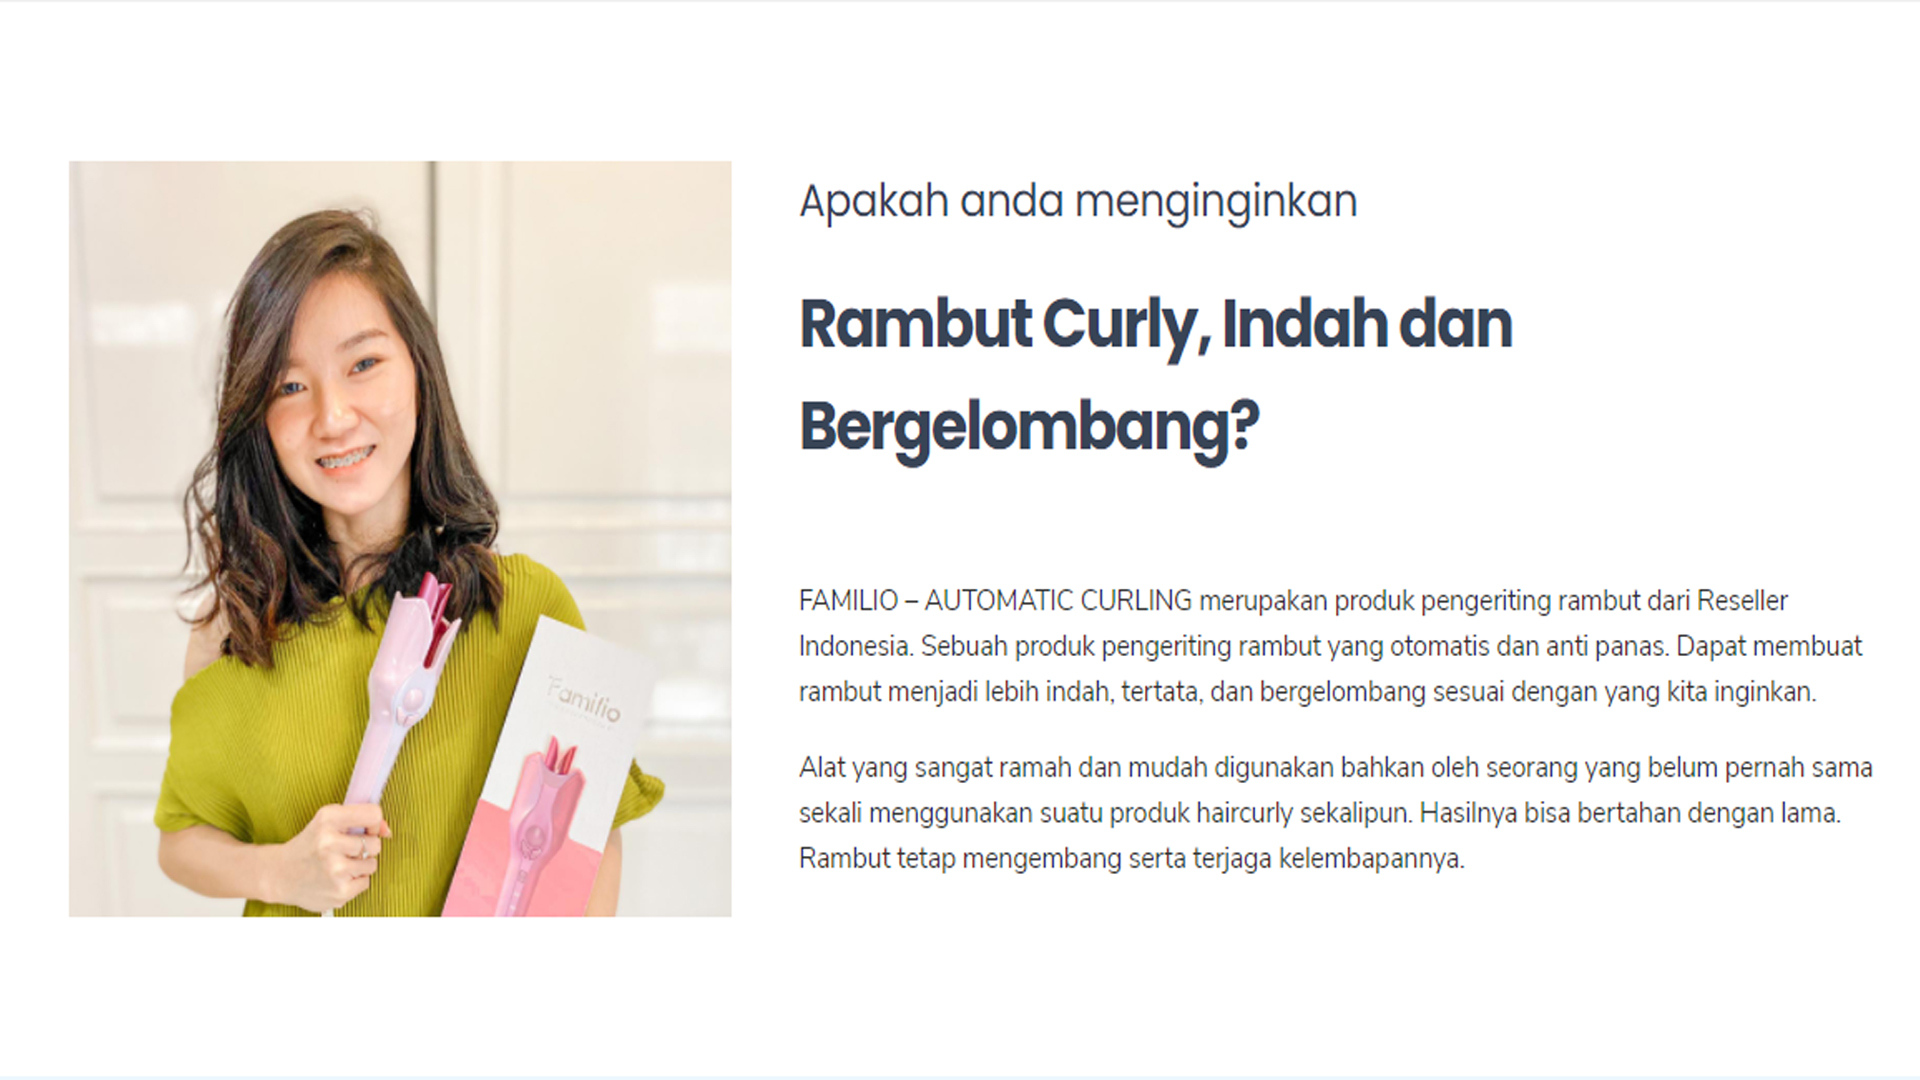 Apakah anda menginginkan
Rambut Curly, Indah dan
Bergelombang?
FAMILIO – AUTOMATIC CURLING merupakan produk pengeriting rambut dari Reseller
Indonesia. Sebuah produk pengeriting rambut yang otomatis dan anti panas. Dapat membuat
rambut menjadi lebih indah, tertata, dan bergelombang sesuai dengan yang kita inginkan.
Alat yang sangat ramah dan mudah digunakan bahkan oleh seorang yang belum pernah sama
sekali menggunakan suatu produk haircurly sekalipun. Hasilnya bisa bertahan dengan lama.
Rambut tetap mengembang serta terjaga kelembapannya.
Familio